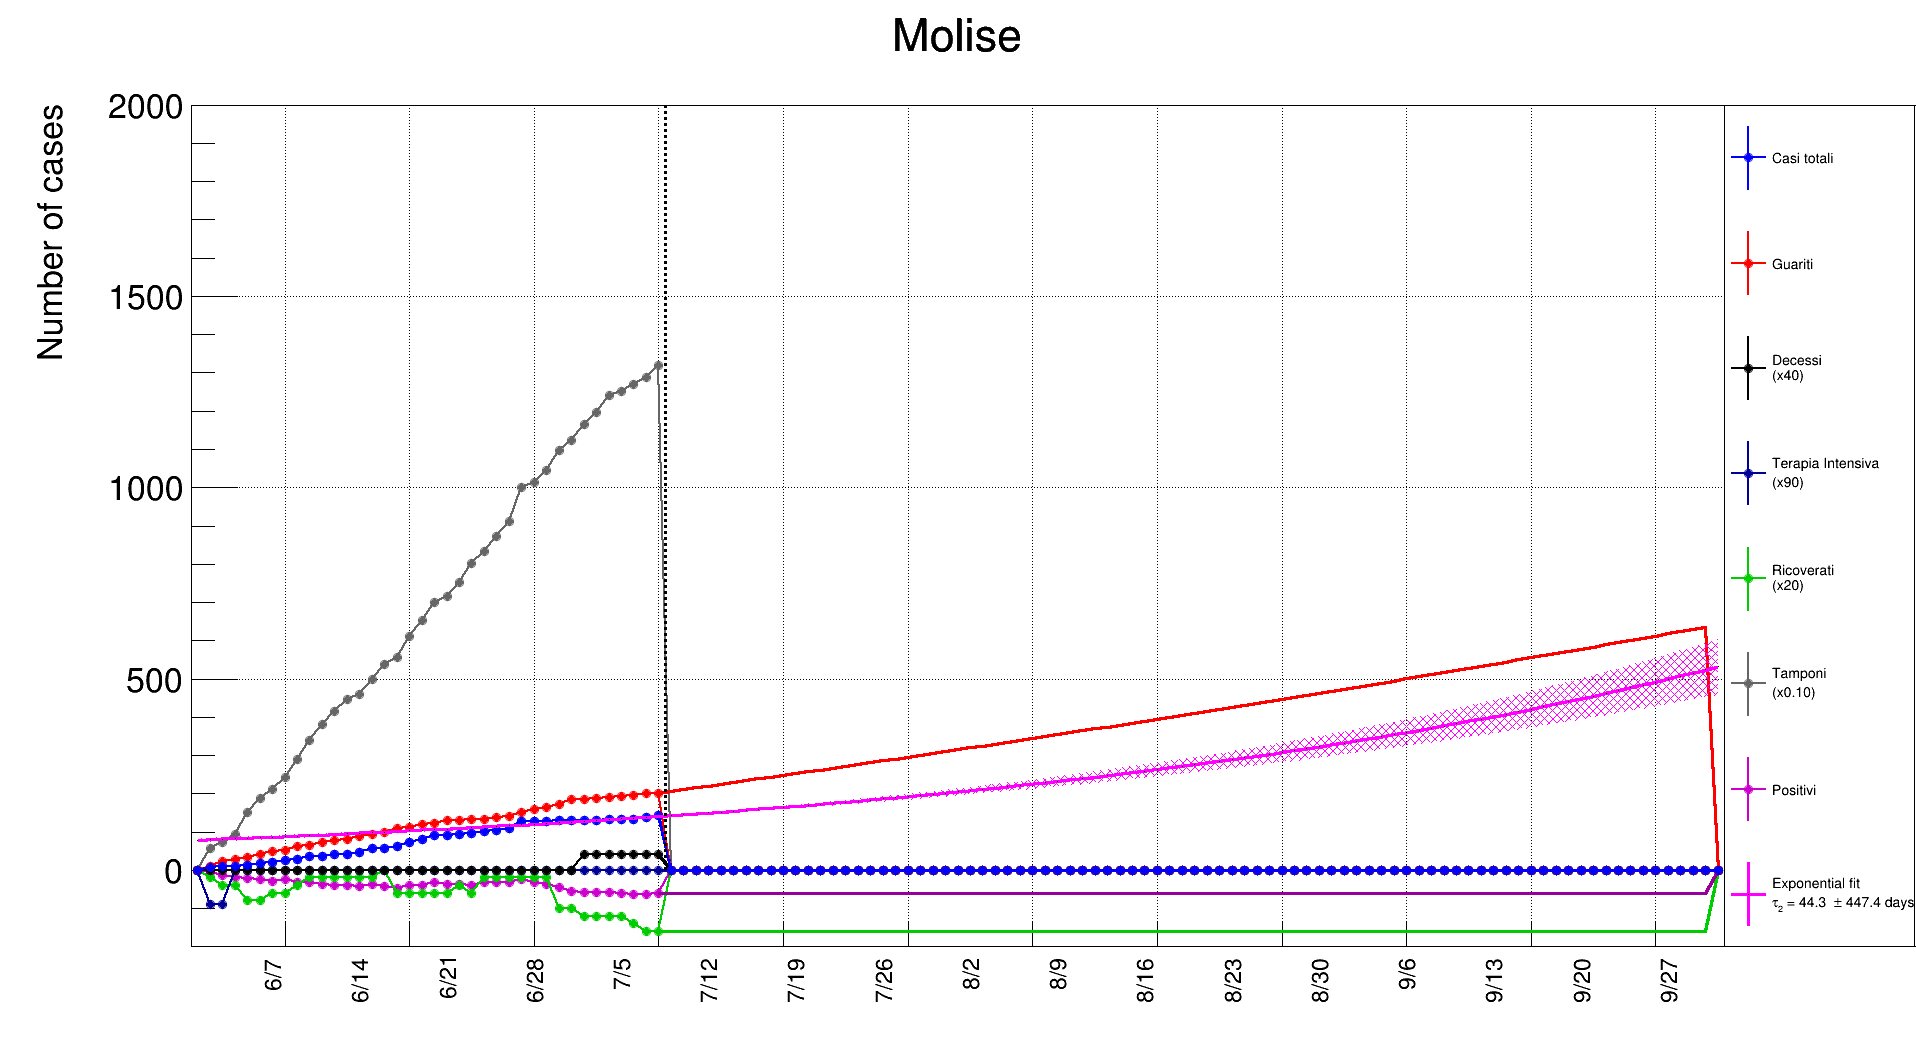 Molise
Number of cases
2000
1500
1000
500
0
6/7
6/14
6/21
6/28
7/5
7/12
7/19
7/26
8/2
8/9
8/16
8/23
8/30
9/6
9/13
9/20
9/27
Casi totali
Guariti
Decessi
(x40)
Terapia Intensiva
(x90)
Ricoverati
(x20)
Tamponi
(x0.10)
Positivi
Exponential fit
τ2 = 44.3 ± 447.4 days